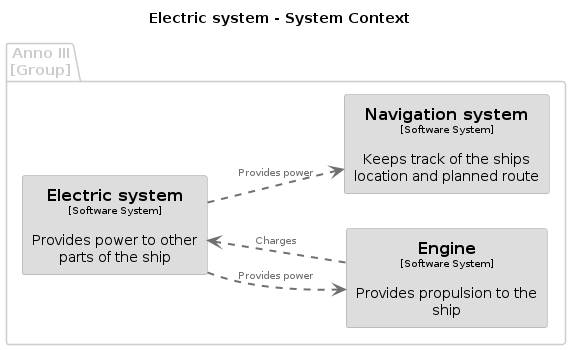 Electric system - System Context
Anno III
[Group]
Navigation system
[Software System]
Keeps track of the ships
location and planned route
Provides power
Electric system
[Software System]
Provides power to other
parts of the ship
Charges
Provides power
Engine
[Software System]
Provides propulsion to the
ship